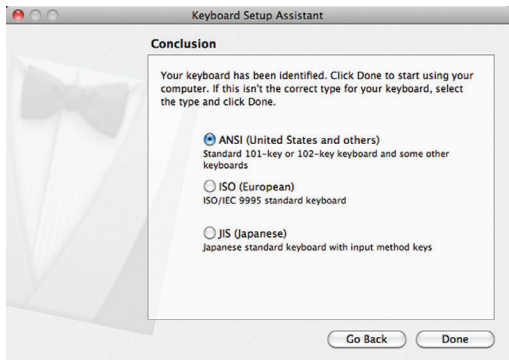 Keyboard Setup Assistant
Conclusion
Your keyboard has been identified. Click Done to start using your
computer. If this isn't the correct type for your keyboard, select
the type and click Done.
ANSI (United States and others)
Standard 101-key or 102-key keyboard and some other
keyboards
ISO (European)
ISO/IEC 9995 standard keyboard
JIS (Japanese)
Japanese standard keyboard with input method keys
Go Back Done